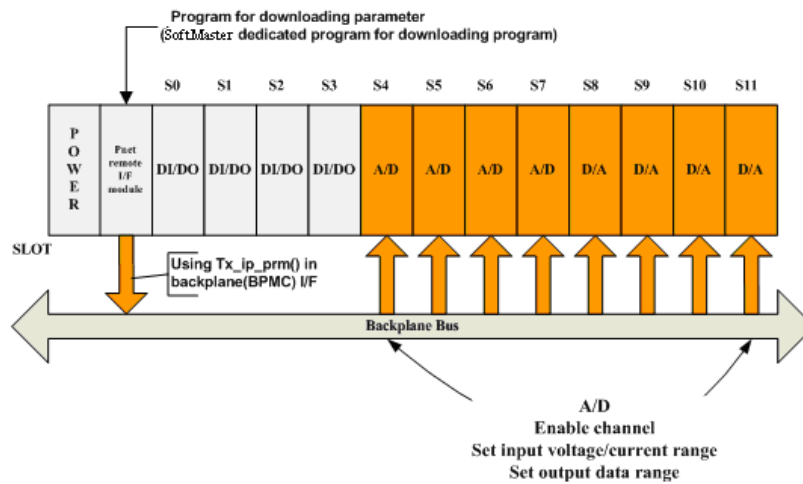 Program for downloading parameter
(SoftMaster dedicated program for downloading program)
S0 S1 S2 S3 S4 S5 S6 S7 S8 S9 S10 S11
POWER
Pnet
remote
I/F
module
DI/DO DI/DO DI/DO DI/DO A/D A/D A/D A/D D/A D/A D/A D/A
SLOT
Using Tx_ip_prm() in
backplane(BPMC) I/F
Backplane Bus
A/D
Enable channel
Set input voltage/current range
Set output data range